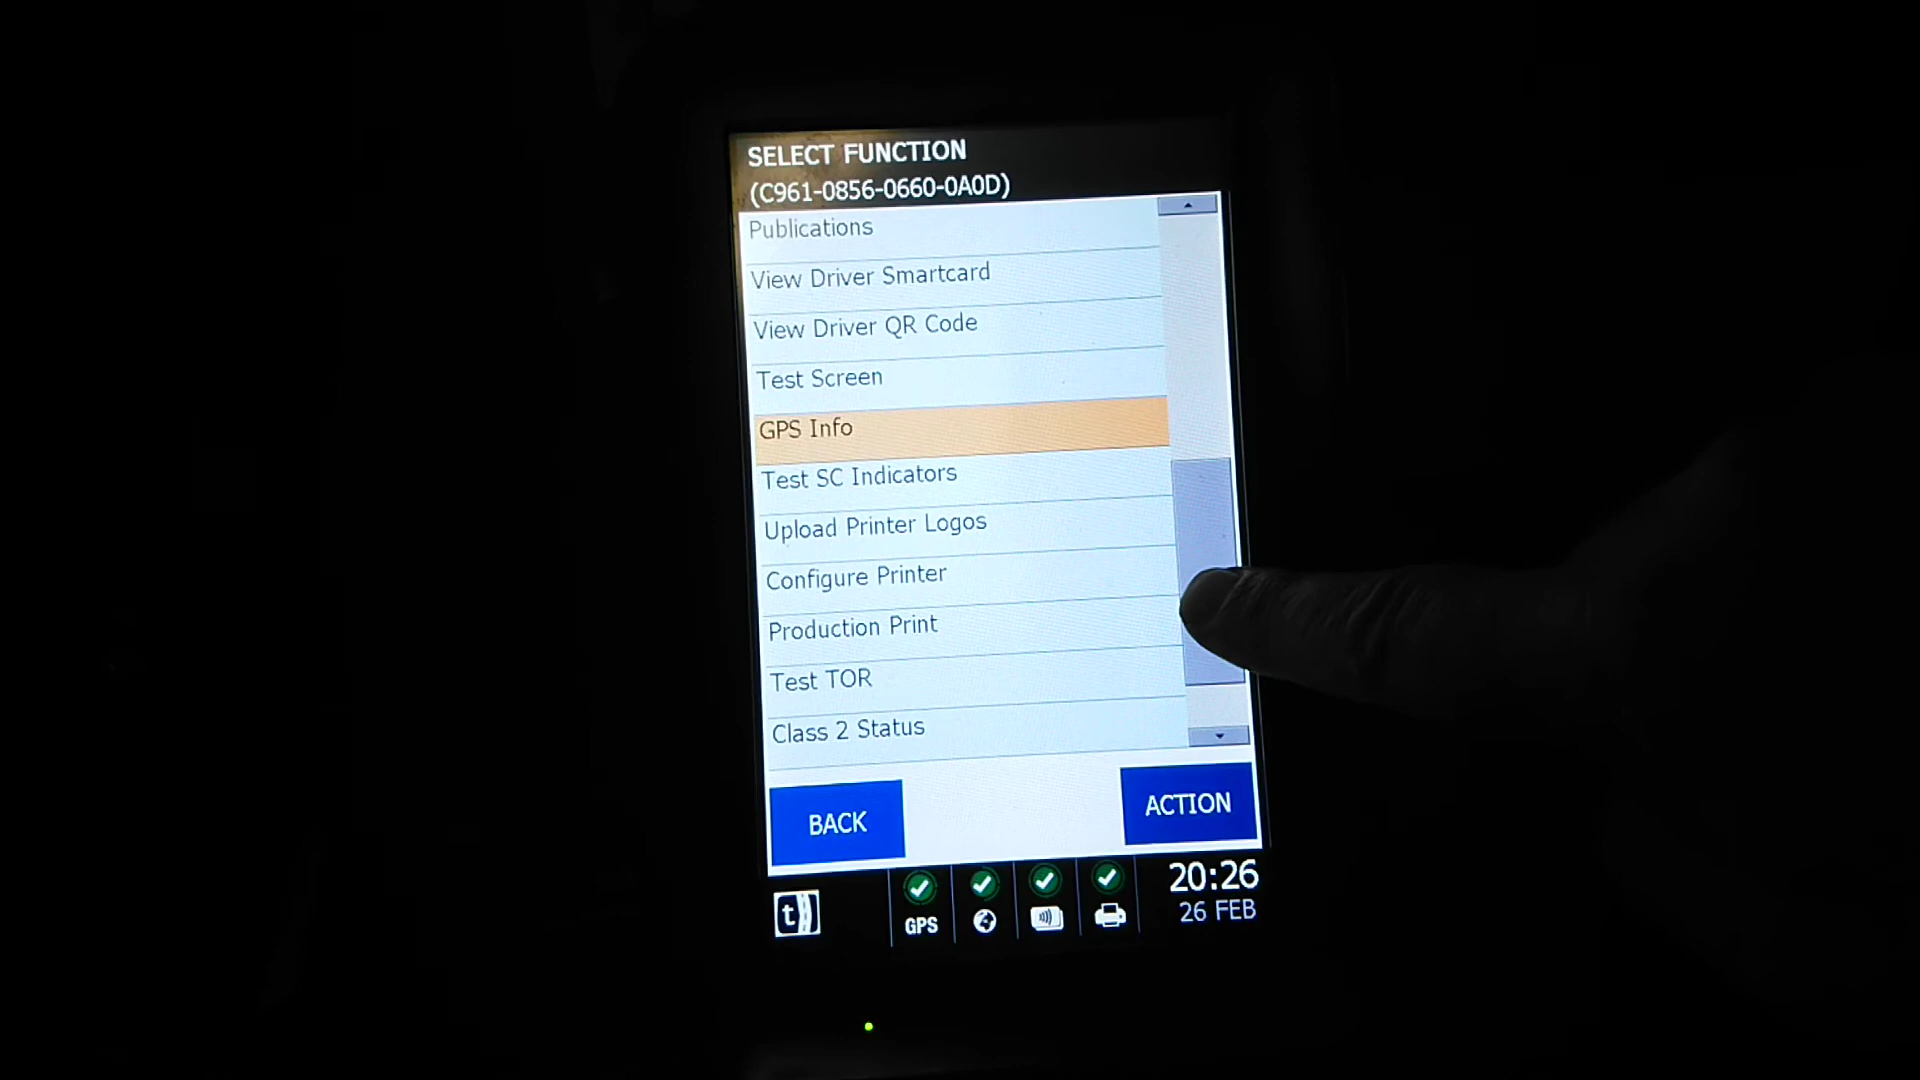 SELECT FUNCTION
(C961-0856-0660-0A0D)
Publications
View Driver Smartcard
View Driver QR Code
Test Screen
GPS Info
Test SC Indicators
Upload Printer Logos
Configure Printer
Production Print
Test TOR
Class 2 Status
BACK
ACTION
t
GPS
20:26
26 FEB